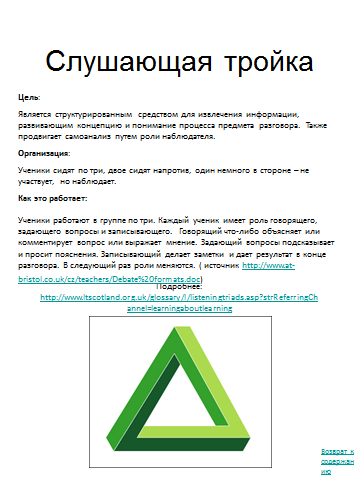 Слушающая тройка
Цель:
Является структурированным средством для извлечения информации,
развивающим концепцию и понимание процесса предмета разговора. Также
продвигает самоанализ путем роли наблюдателя.
Организация:
Ученики сидят по три, двое сидят напротив, один немного в стороне – не
участвует, но наблюдает.
Как это работает:
Ученики работают в группе по три. Каждый ученик имеет роль говорящего,
задающего вопросы и записывающего. Говорящий что-либо объясняет или
комментирует вопрос или выражает мнение. Задающий вопросы подсказывает
и просит пояснения. Записывающий делает заметки и дает результат в конце
разговора. В следующий раз роли меняются. ( источник http://www.at-
bristol.co.uk/cz/teachers/Debate%20formats.doc)
Подробнее:
http://www.ltscotland.org.uk/glossary/l/listeningtriads.asp?strReferringCh
annel=learningaboutlearning
Возврат к
содержан
ию